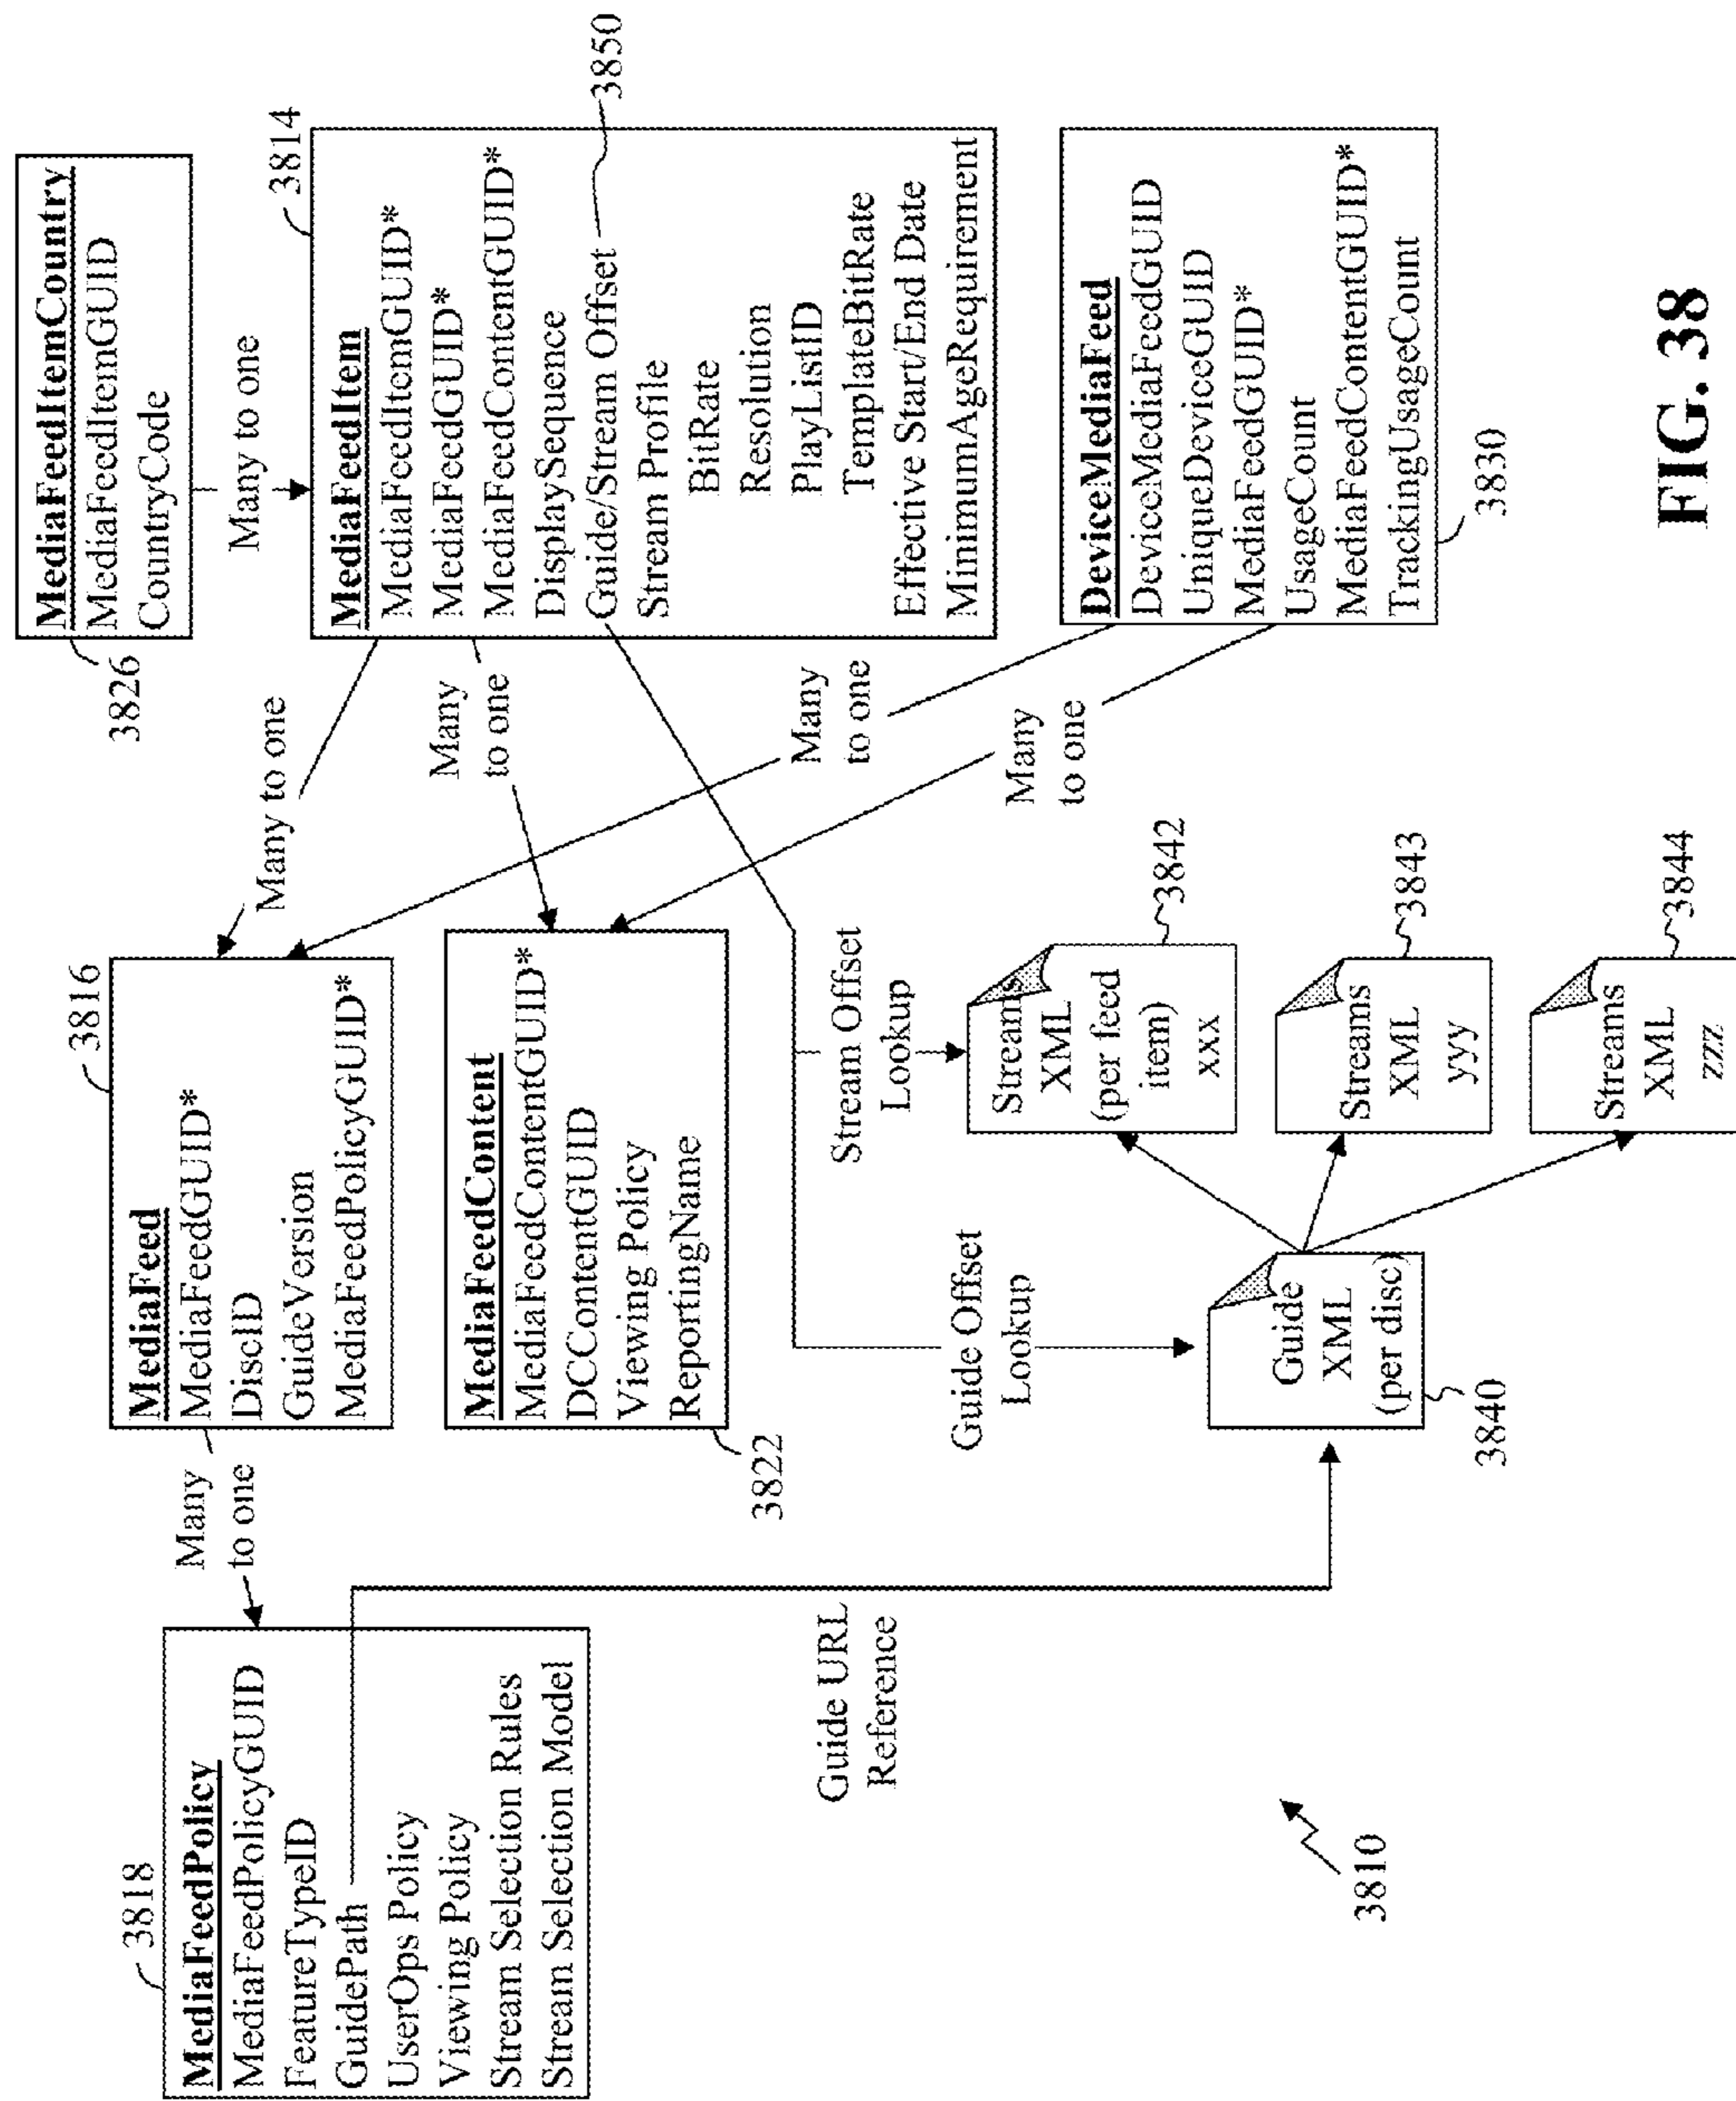 3818
MediaFeedPolicy
MediaFeedPolicyGUID
FeatureTypeID
GuidePath
UserOps Policy
Viewing Policy
Stream Selection Rules
Stream Selection Model
Many
to one
3816
MediaFeed
MediaFeedGUID*
DiscID
GuideVersion
MediaFeedPolicyGUID*
MediaFeedContent
MediaFeedContentGUID*
DCContentGUID
Viewing Policy
ReportingName
3822
Many to one
Many
to one
3826
MediaFeedItemCountry
MediaFeedItemGUID
CountryCode
Many to one
3814
MediaFeedItem
MediaFeedItemGUID*
MediaFeedGUID*
MediaFeedContentGUID*
DisplaySequence
Guide/Stream Offset
3850
Stream Profile
BitRate
Resolution
PlayListID
TemplateBitRate
Effective Start/End Date
MinimumAgeRequirement
Many
to one
Many
to one
DeviceMediaFeed
DeviceMediaFeedGUID
UniqueDeviceGUID
MediaFeedGUID*
UsageCount
MediaFeedContentGUID*
TrackingUsageCount
3830
Guide URL
Reference
Guide Offset
Lookup
Stream Offset
Lookup
Guide
XML
(per disc)
3840
Streams
XML
(per feed
item)
xxx
3842
Streams
XML
yyy
3843
Streams
XML
zzz
3844
3810
FIG. 38